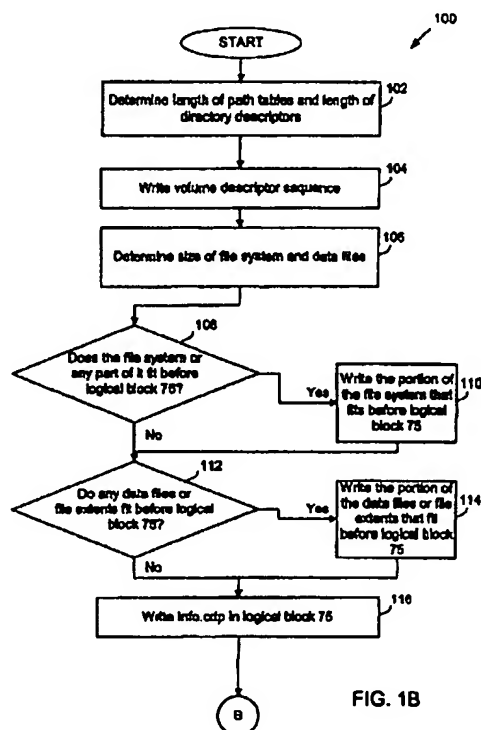 100
START
Determine length of path tables and length of
directory descriptors
102
Write volume descriptor sequence
104
Determine size of file system and data files
106
108
Does the file system or
any part of it fit before
logical block 75?
Yes
Write the portion of
the file system that
fits before logical
block 75
110
No
112
Do any data files or
file extents fit before logical
block 75?
Yes
Write the portion of
the data files or file
extents that fit
before logical block
75
114
No
Write info.cdp in logical block 75
116
B
FIG. 1B